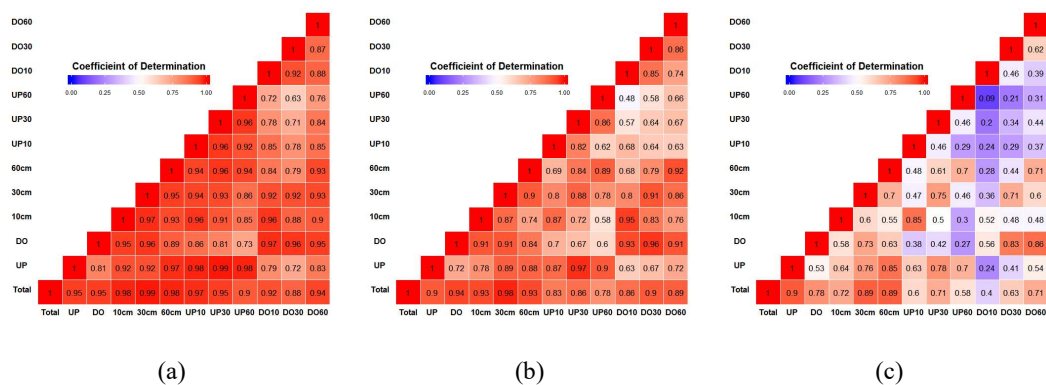 DO60 1
DO30 1 0.87
Coefficieint of Determination
DO10 1 0.92 0.88
0.00 0.50 1.00
UP60 1 0.72 0.63 0.76
UP30 1 0.96 0.78 0.71 0.84
UP10 1 0.96 0.92 0.85 0.78 0.85
60cm 1 0.94 0.96 0.94 0.84 0.79 0.93
30cm 1 0.95 0.94 0.93 0.86 0.92 0.92 0.93
10cm 1 0.97 0.93 0.96 0.91 0.85 0.96 0.88 0.9
DO 1 0.95 0.96 0.89 0.86 0.81 0.73 0.97 0.96 0.95
UP 1 0.81 0.92 0.92 0.97 0.98 0.99 0.98 0.79 0.72 0.83
Total 1 0.95 0.95 0.98 0.99 0.98 0.97 0.95 0.9 0.92 0.88 0.94
Total UP DO 10cm 30cm 60cm UP10 UP30 UP60 DO10 DO30 DO60
(a)
DO60 1
DO30 1 0.86
Coefficieint of Determination
DO10 1 0.85 0.74
0.00 0.50 1.00
UP60 1 0.48 0.58 0.66
UP30 1 0.86 0.57 0.64 0.67
UP10 1 0.82 0.62 0.68 0.64 0.63
60cm 1 0.69 0.84 0.89 0.68 0.79 0.92
30cm 1 0.9 0.8 0.88 0.78 0.8 0.91 0.86
10cm 1 0.87 0.74 0.87 0.72 0.58 0.95 0.83 0.76
DO 1 0.91 0.91 0.84 0.7 0.67 0.6 0.93 0.96 0.91
UP 1 0.72 0.78 0.89 0.88 0.87 0.97 0.9 0.63 0.67 0.72
Total 1 0.9 0.94 0.93 0.98 0.93 0.83 0.86 0.78 0.86 0.9 0.89
Total UP DO 10cm 30cm 60cm UP10 UP30 UP60 DO10 DO30 DO60
(b)
DO60 1
DO30 1 0.62
Coefficieint of Determination
DO10 1 0.46 0.39
0.00 0.50 1.00
UP60 1 0.09 0.21 0.31
UP30 1 0.46 0.2 0.34 0.44
UP10 1 0.46 0.29 0.24 0.29 0.37
60cm 1 0.48 0.61 0.7 0.28 0.44 0.71
30cm 1 0.7 0.47 0.75 0.46 0.36 0.71 0.6
10cm 1 0.6 0.55 0.85 0.5 0.3 0.52 0.48 0.48
DO 1 0.58 0.73 0.63 0.38 0.42 0.27 0.56 0.83 0.86
UP 1 0.53 0.64 0.76 0.85 0.63 0.78 0.7 0.24 0.41 0.54
Total 1 0.9 0.78 0.72 0.89 0.89 0.6 0.71 0.58 0.4 0.63 0.71
Total UP DO 10cm 30cm 60cm UP10 UP30 UP60 DO10 DO30 DO60
(c)